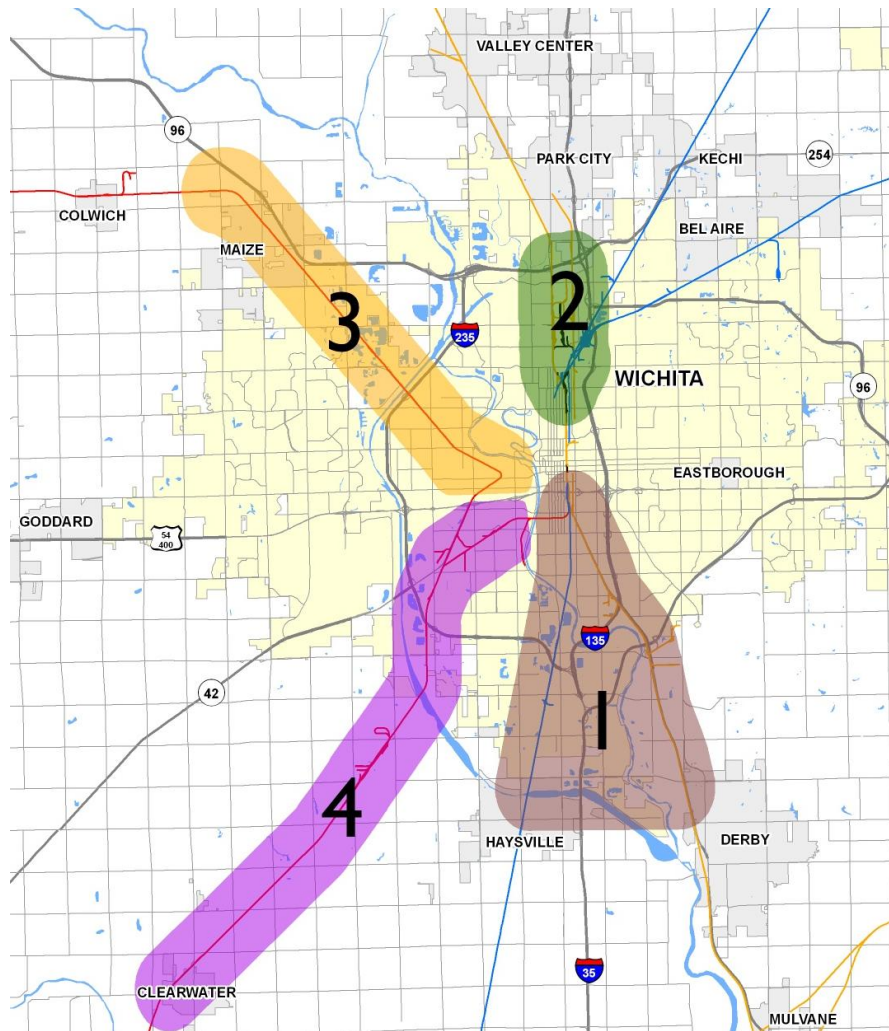 VALLEY CENTER
96
PARK CITY
KECHI
254
COLWICH
BEL AIRE
MAIZE
2
3
235
WICHITA
96
EASTBOROUGH
GODDARD
54
400
135
42
1
4
HAYSVILLE
DERBY
35
CLEARWATER
MULVANE